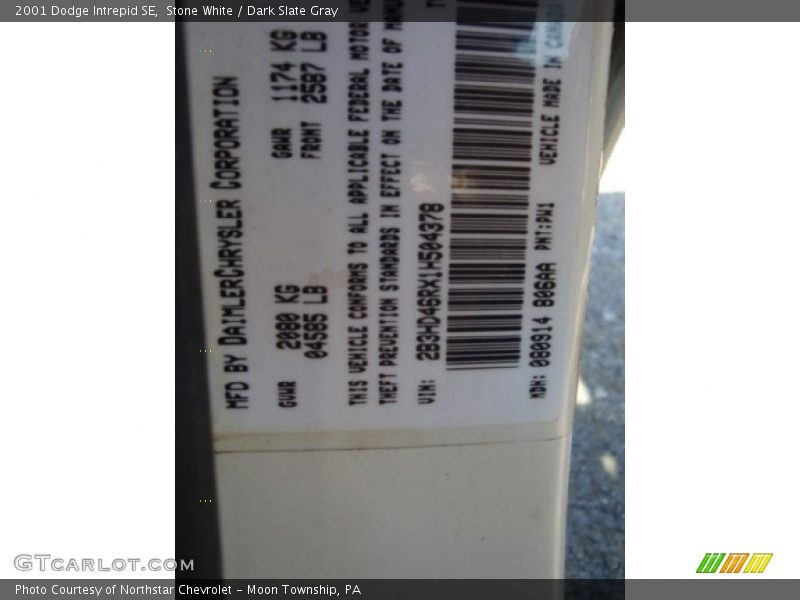 2001 Dodge Intrepid SE,  Stone White / Dark Slate Gray
MFD BY DAIMLERCHRYSLER CORPORATION
GVWR 2080 KG GAWR 1174 KG
04585 LB FRONT 2587 LB
THIS VEHICLE CONFORMS TO ALL APPLICABLE FEDERAL MOTOR
THEFT PREVENTION STANDARDS IN EFFECT ON THE DATE OF
VIN: 2B3HD46RX1H504378
MDH: 080914 806AA PNT:PW1 VEHICLE MADE IN
GTCARLOT.COM
Photo Courtesy of Northstar Chevrolet - Moon Township, PA